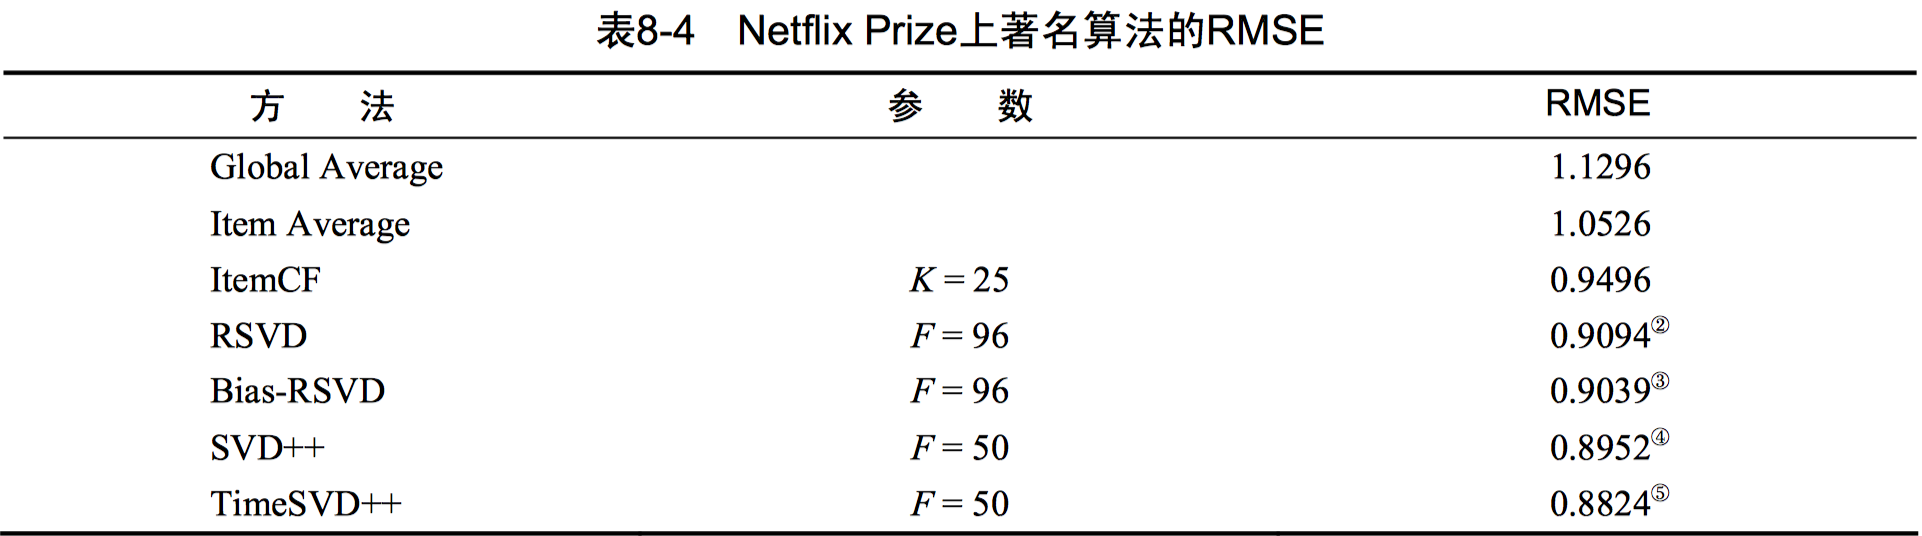 表8-4 Netflix Prize上著名算法的RMSE
方 法 参 数 RMSE
Global Average 1.1296
Item Average 1.0526
ItemCF K = 25 0.9496
RSVD F = 96 0.9094②
Bias-RSVD F = 96 0.9039③
SVD++ F = 50 0.8952④
TimeSVD++ F = 50 0.8824⑤